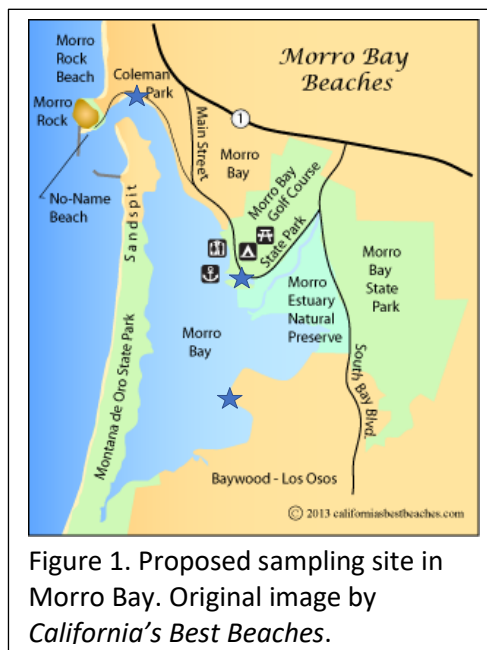 Morro
Rock
Beach
Morro Bay
Beaches
Coleman
Park
Morro
Rock
1
Main Street
Morro
Bay
No-Name
Beach
Sandspit
Morro Bay
Golf Course
State Park
Morro
Estuary
Natural
Preserve
Morro
Bay
State
Park
Morro
Bay
Montana de Oro State Park
South Bay Blvd.
Baywood - Los Osos
© 2013 californiasbestbeaches.com
Figure 1. Proposed sampling site in
Morro Bay. Original image by
California's Best Beaches.